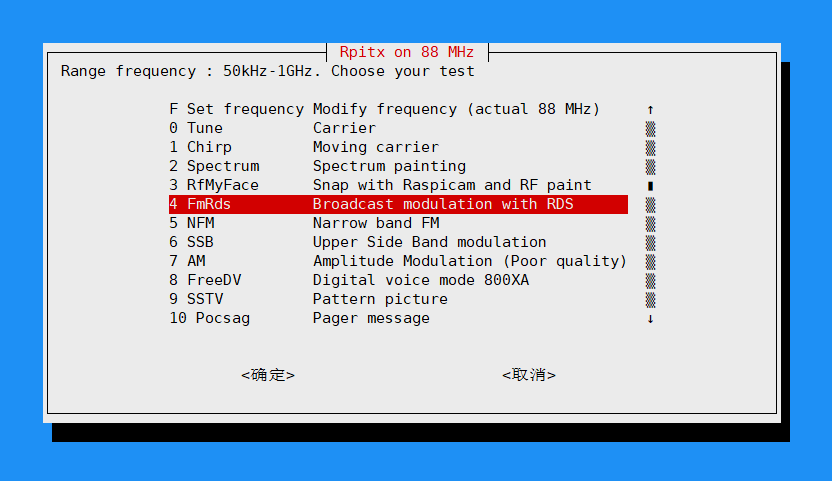 Rpitx on 88 MHz
Range frequency : 50kHz-1GHz. Choose your test
F Set frequency Modify frequency (actual 88 MHz) ↑
0 Tune Carrier
1 Chirp Moving carrier
2 Spectrum Spectrum painting
3 RfMyFace Snap with Raspicam and RF paint
4 FmRds Broadcast modulation with RDS
5 NFM Narrow band FM
6 SSB Upper Side Band modulation
7 AM Amplitude Modulation (Poor quality)
8 FreeDV Digital voice mode 800XA
9 SSTV Pattern picture
10 Pocsag Pager message ↓
<确定> <取消>